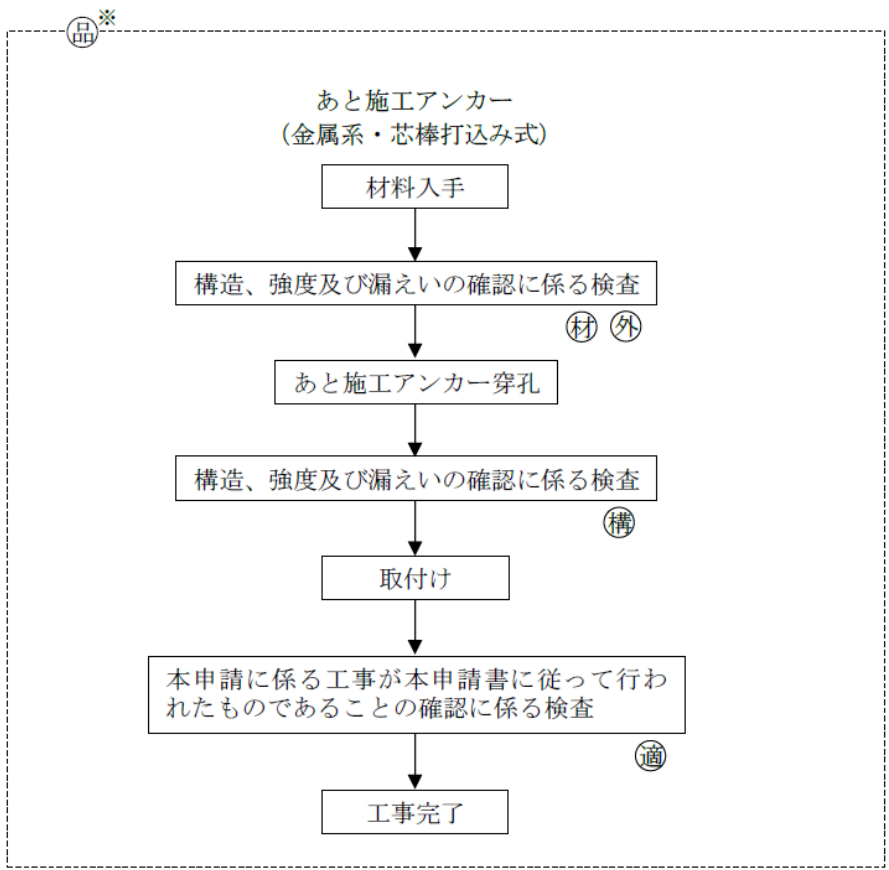 品※
あと施工アンカー
(金属系・芯棒打込み式)
材料入手
構造、強度及び漏えいの確認に係る検査
材 外
あと施工アンカー穿孔
構造、強度及び漏えいの確認に係る検査
構
取付け
本申請に係る工事が本申請書に従って行わ
れたものであることの確認に係る検査
適
工事完了